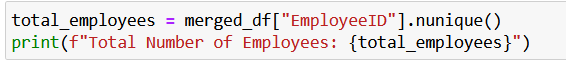 total_employees = merged_df["EmployeeID"].nunique()
print(f"Total Number of Employees: {total_employees}")